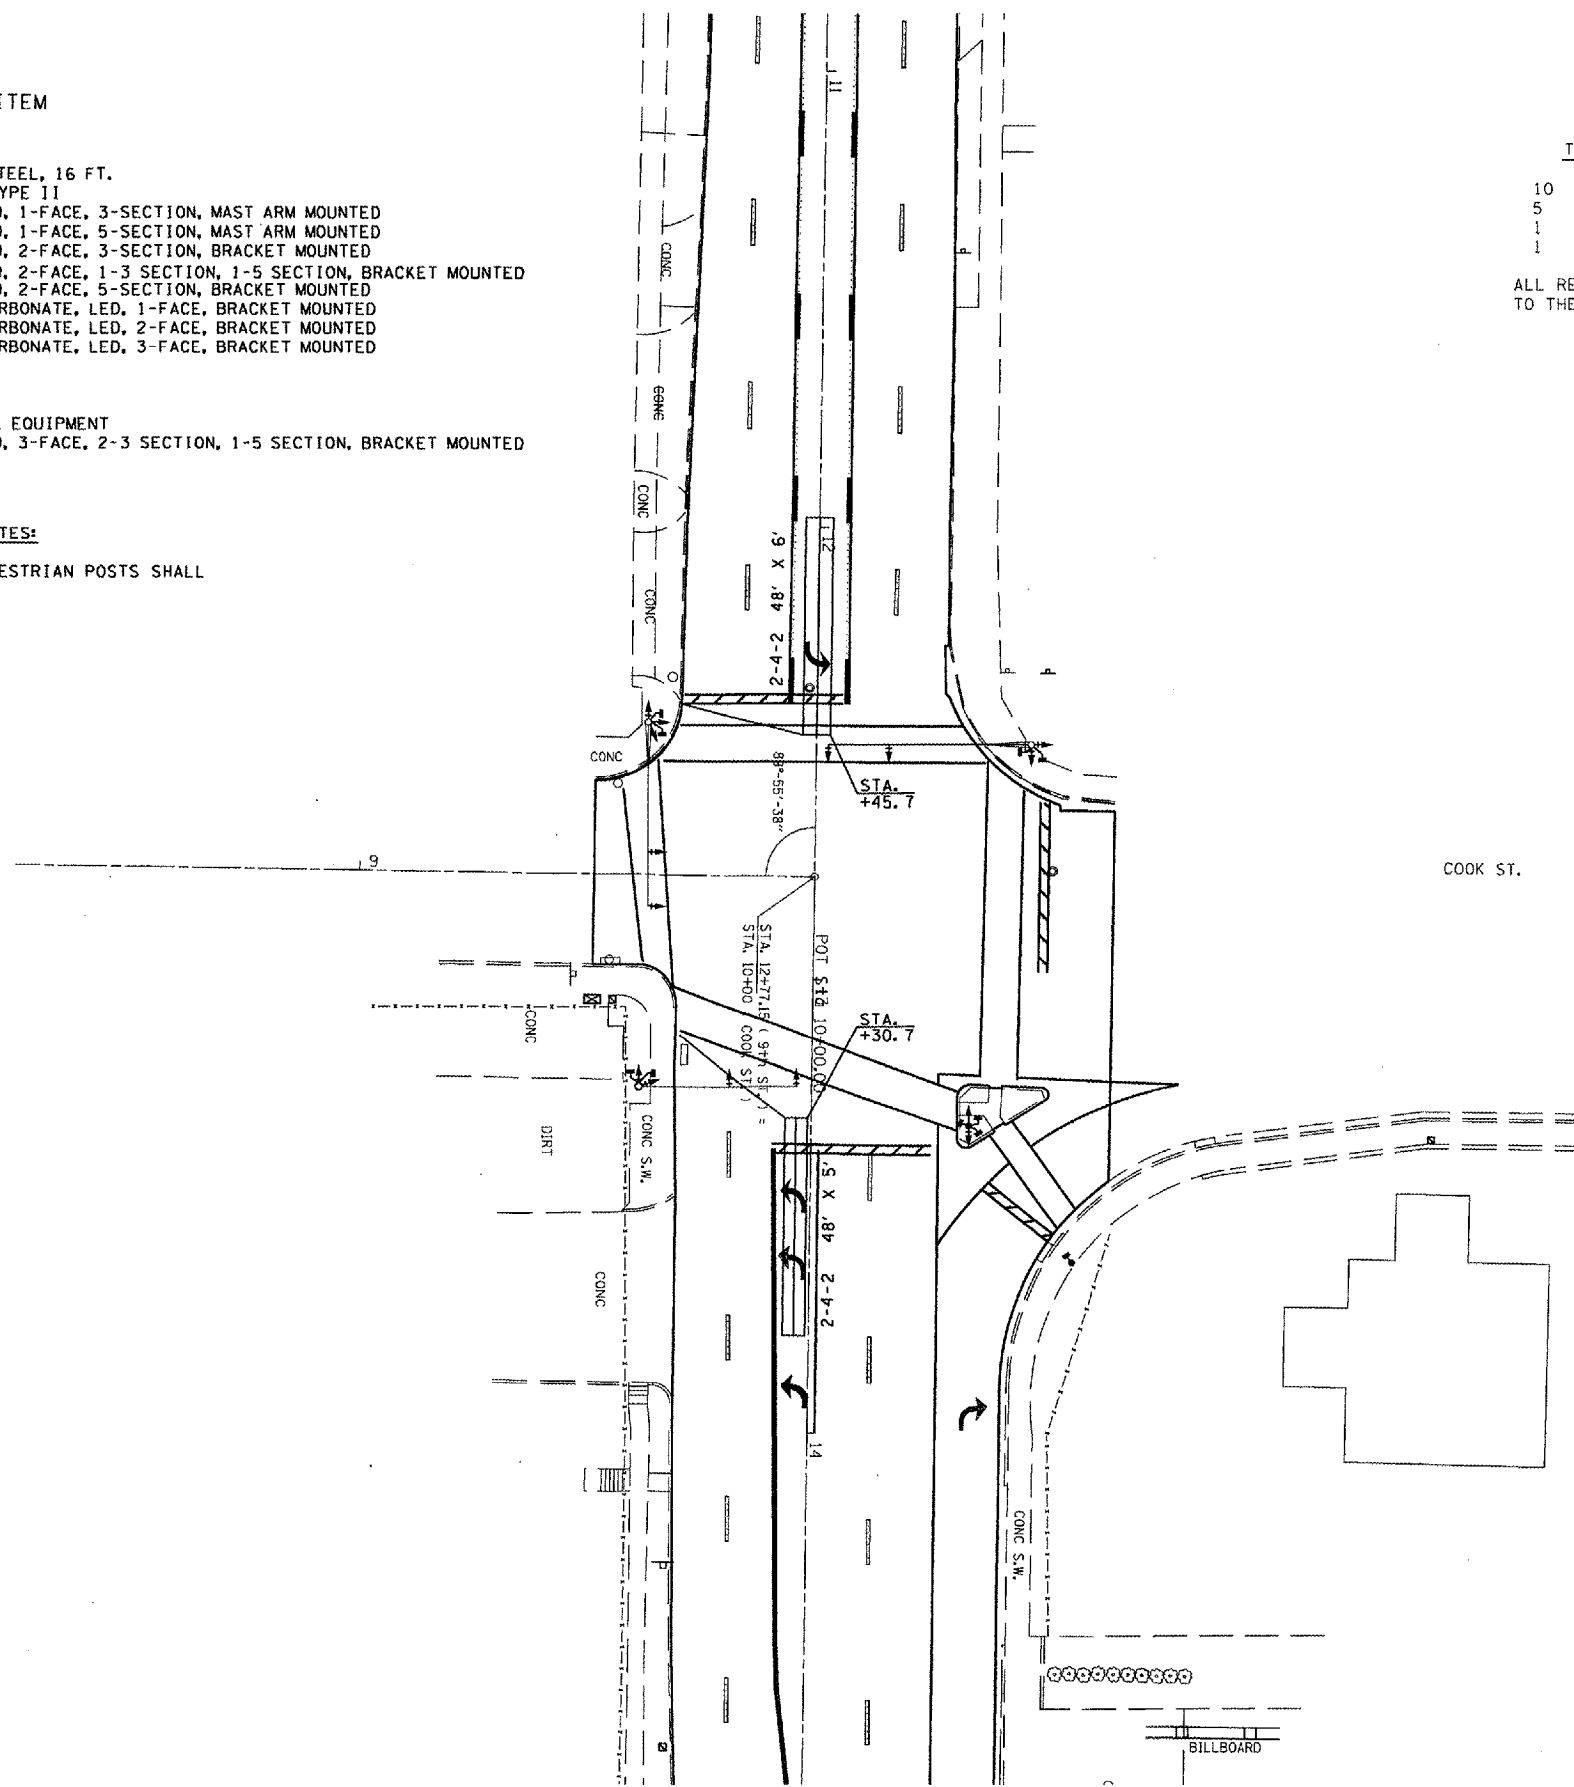 ITEM
TEEL, 16 FT.
YPE II
, 1-FACE, 3-SECTION, MAST ARM MOUNTED
, 1-FACE, 5-SECTION, MAST ARM MOUNTED
, 2-FACE, 3-SECTION, BRACKET MOUNTED
, 2-FACE, 1-3 SECTION, 1-5 SECTION, BRACKET MOUNTED
, 2-FACE, 5-SECTION, BRACKET MOUNTED
RBONATE, LED, 1-FACE, BRACKET MOUNTED
RBONATE, LED, 2-FACE, BRACKET MOUNTED
RBONATE, LED, 3-FACE, BRACKET MOUNTED
EQUIPMENT
, 3-FACE, 2-3 SECTION, 1-5 SECTION, BRACKET MOUNTED
TES:
ESTRIAN POSTS SHALL
T
10
5
1
1
ALL RE
TO THE
11
CONC
CONC
CONC
CONC
12
2-4-2 48' X 6'
CONC
88°-55'-38"
STA.
+45.7
9
COOK ST.
POT Sta 10+00.00
STA. 12+77.15 ( 9th ST.) =
STA. 10+00 COOK ST.)
STA.
+30.7
CONC
DIRT
CONC S.W.
CONC
2-4-2 48' X 5'
14
CONC S.W.
BILLBOARD